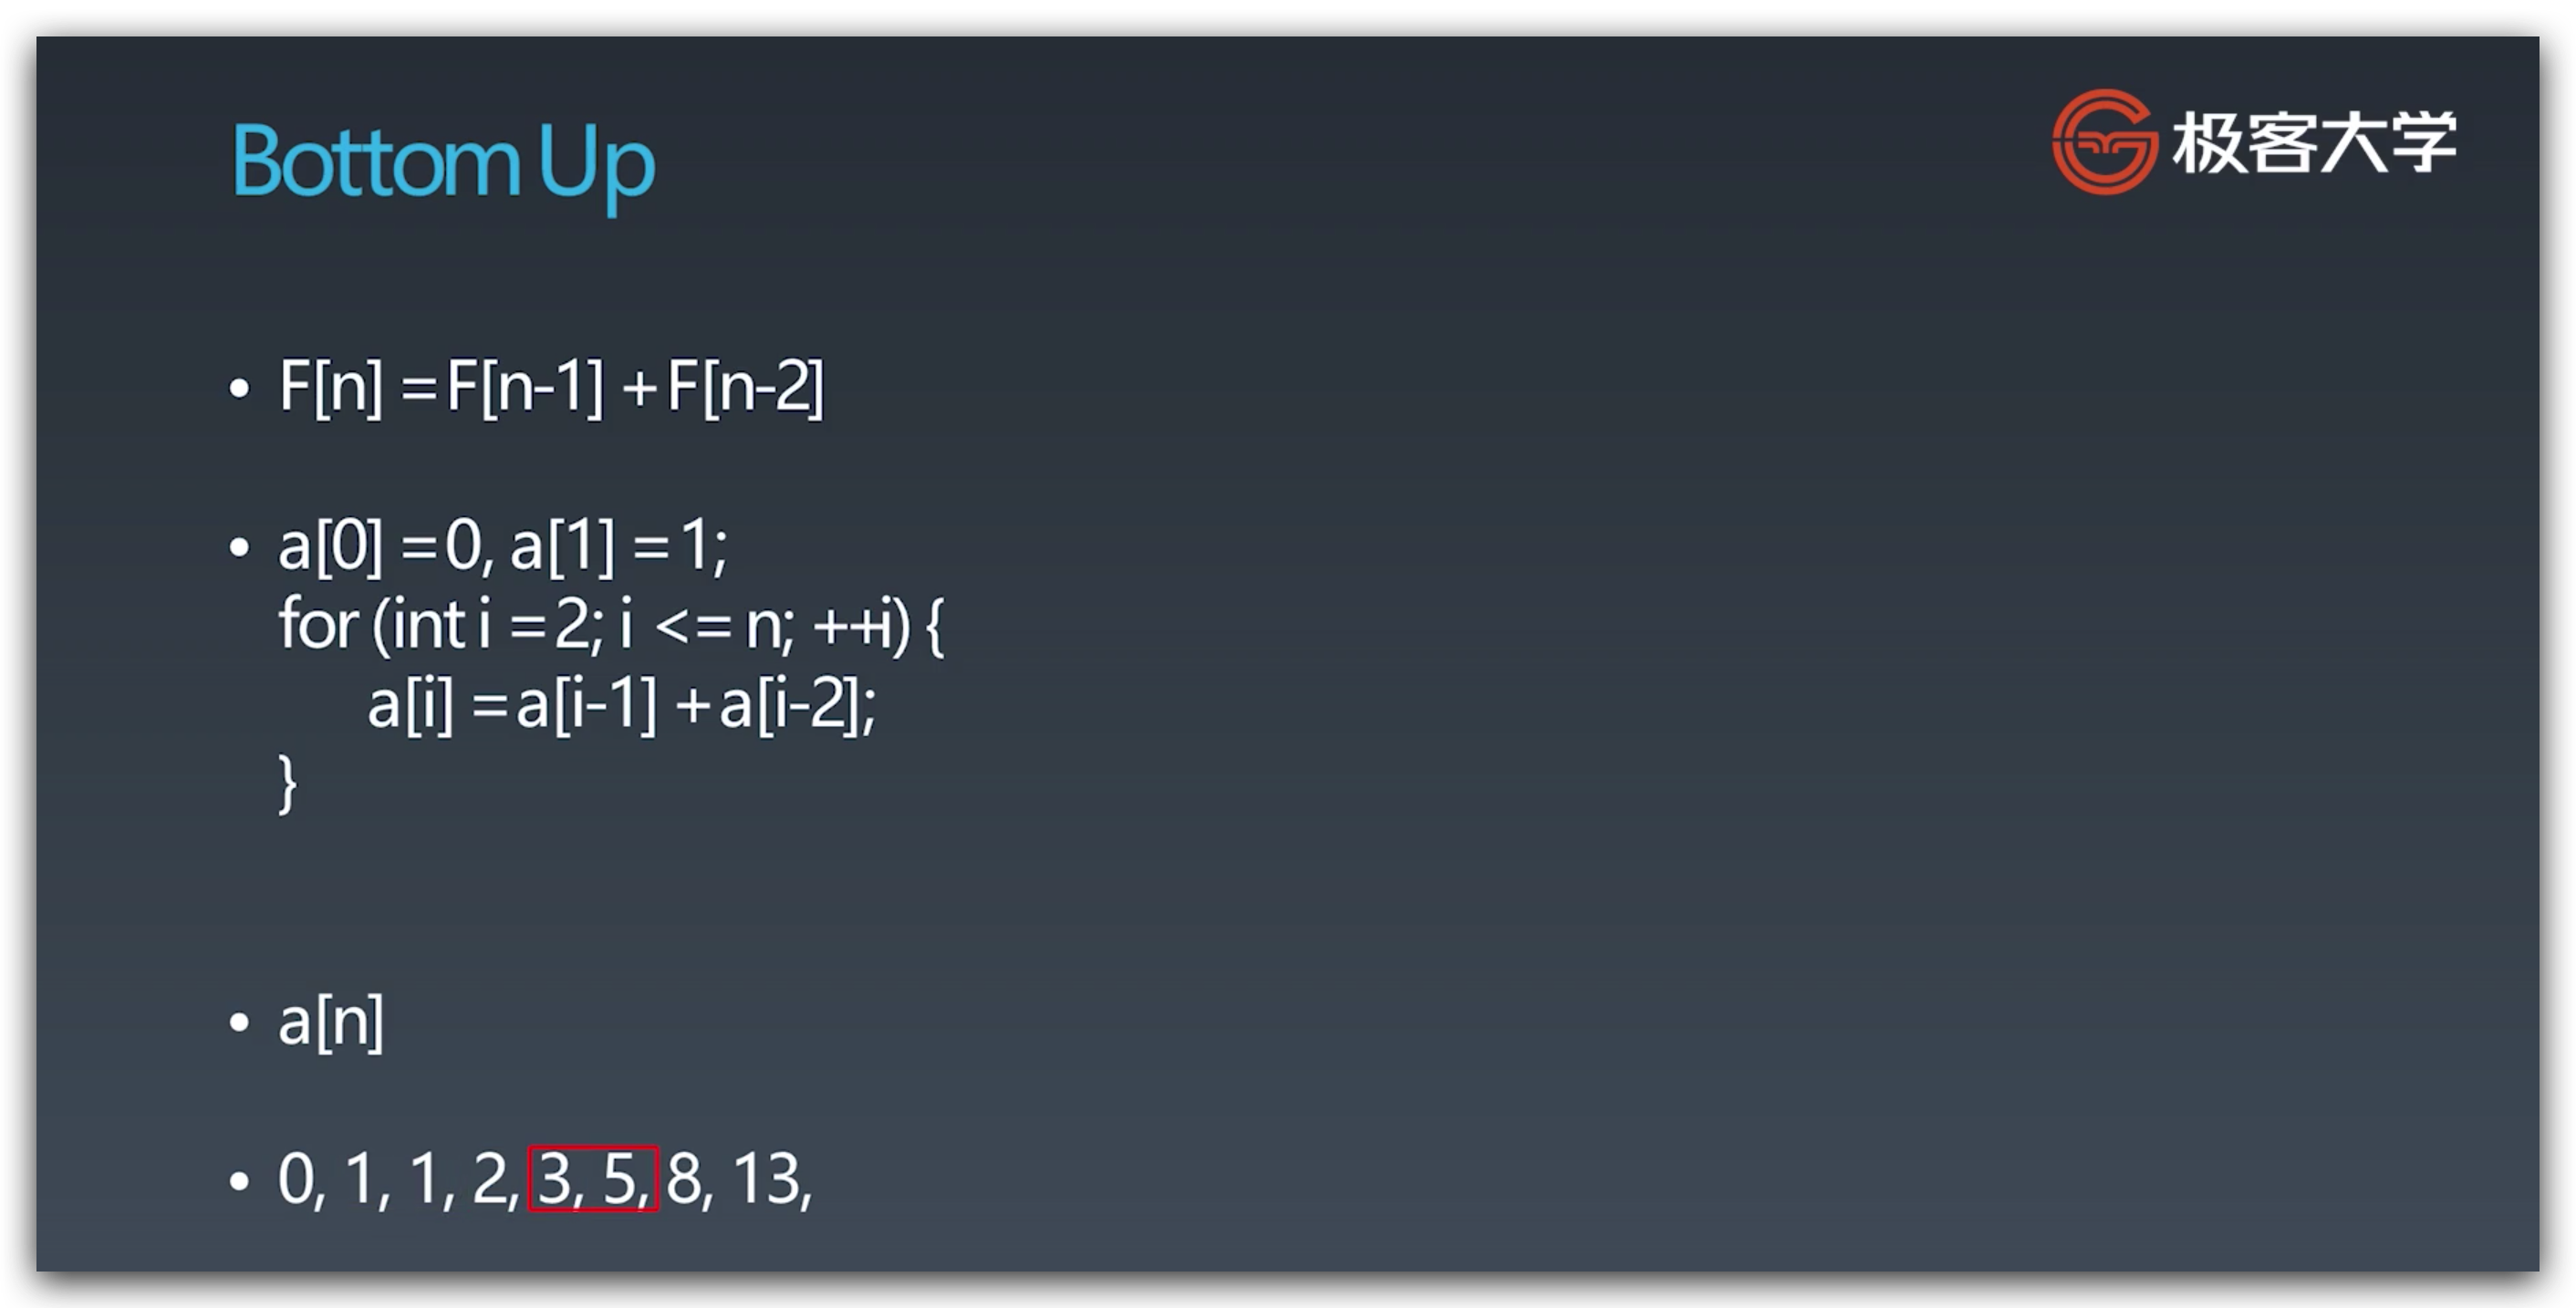 Bottom Up
极客大学
• F[n] = F[n-1] + F[n-2]
• a[0] = 0, a[1] = 1;
for (int i = 2; i <= n; ++i) {
a[i] = a[i-1] + a[i-2];
}
• a[n]
• 0, 1, 1, 2, 3, 5, 8, 13,